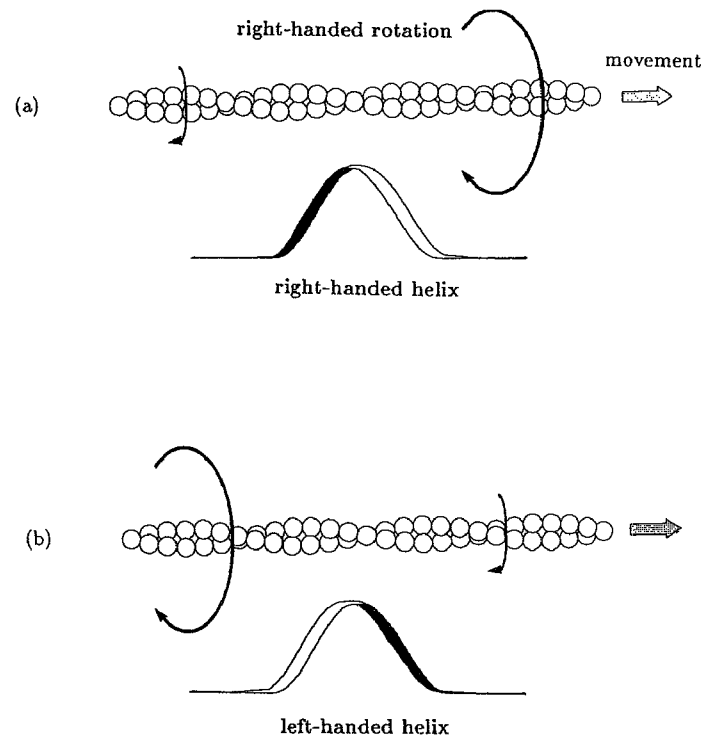 right-handed rotation
movement
(a)
right-handed helix
(b)
left-handed helix